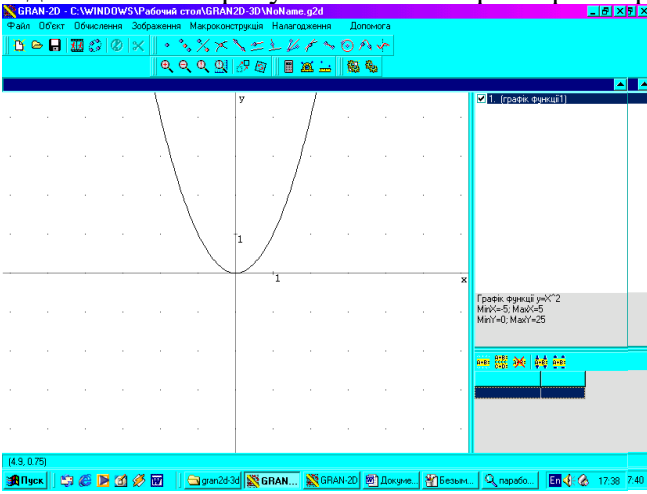 GRAN-2D - C:\WINDOWS\Рабочий стол\GRAN2D-3D\NoName.g2d
Файл Об'єкт Обчислення Зображення Макроконструкція Налагодження Допомога
1. (графік функції1)
y
1
1
x
Графік функції y=X^2
MinX=-5; MaxX=5
MinY=0; MaxY=25
(4.9, 0.75)
Пуск gran2d-3d GRAN... GRAN-2D Докуме... Безым... парабо... En 17:38 7:40